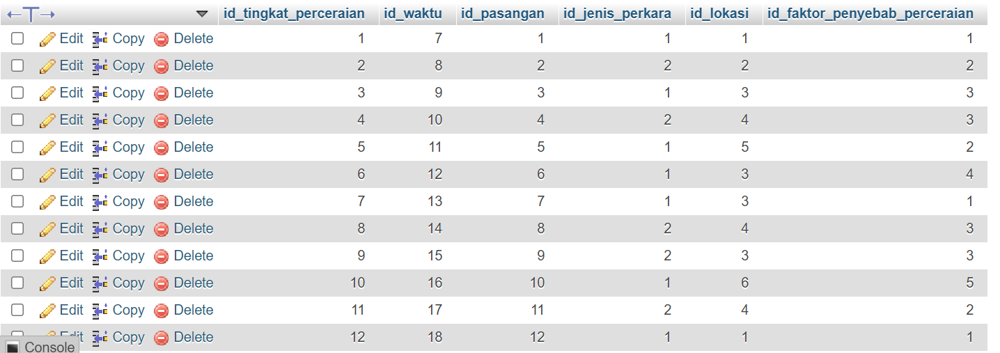 id_tingkat_perceraian id_waktu id_pasangan id_jenis_perkara id_lokasi id_faktor_penyebab_perceraian
Edit Copy Delete 1 7 1 1 1 1
Edit Copy Delete 2 8 2 2 2 2
Edit Copy Delete 3 9 3 1 3 3
Edit Copy Delete 4 10 4 2 4 3
Edit Copy Delete 5 11 5 1 5 2
Edit Copy Delete 6 12 6 1 3 4
Edit Copy Delete 7 13 7 1 3 1
Edit Copy Delete 8 14 8 2 4 3
Edit Copy Delete 9 15 9 2 3 3
Edit Copy Delete 10 16 10 1 6 5
Edit Copy Delete 11 17 11 2 4 2
Edit Copy Delete 12 18 12 1 1 1
Console